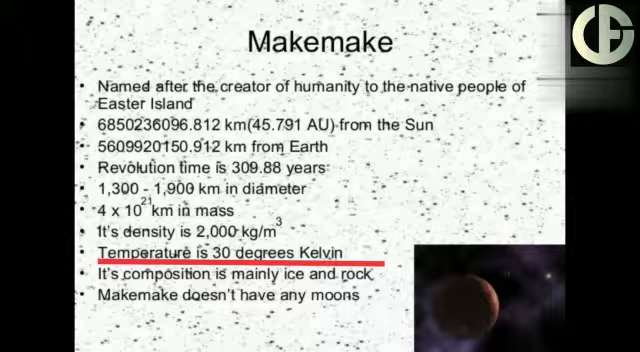 Makemake
• Named after the creator of humanity to the native people of
Easter Island
• 6850236096.812 km(45.791 AU) from the Sun
• 5609920150.912 km from Earth
• Revolution time is 309.88 years
• 1,300 - 1,900 km in diameter
• 4 x 10²¹ km in mass
• It's density is 2,000 kg/m³
• Temperature is 30 degrees Kelvin
• It's composition is mainly ice and rock
• Makemake doesn't have any moons